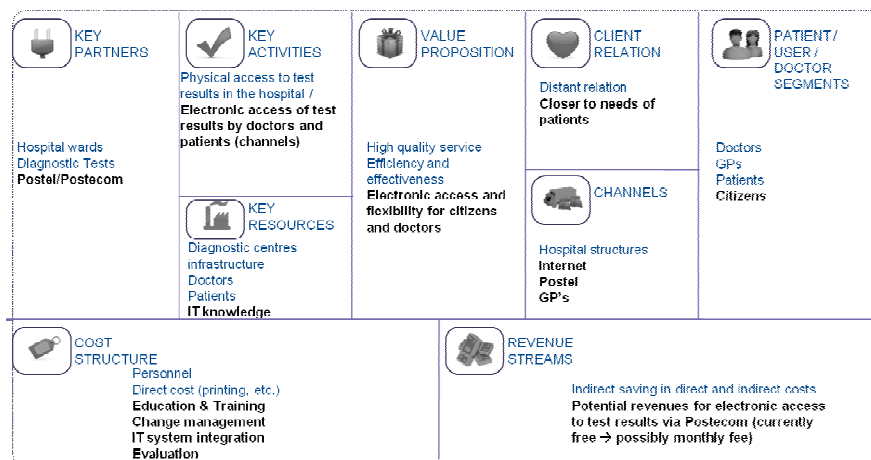 KEY
PARTNERS
Hospital wards
Diagnostic Tests
Postel/Postecom
KEY
ACTIVITIES
Physical access to test
results in the hospital /
Electronic access of test
results by doctors and
patients (channels)
KEY
RESOURCES
Diagnostic centres
infrastructure
Doctors
Patients
IT knowledge
VALUE
PROPOSITION
High quality service
Efficiency and
effectiveness
Electronic access and
flexibility for citizens
and doctors
CLIENT
RELATION
Distant relation
Closer to needs of
patients
CHANNELS
Hospital structures
Internet
Postel
GP's
PATIENT/
USER/
DOCTOR
SEGMENTS
Doctors
GPs
Patients
Citizens
COST
STRUCTURE
Personnel
Direct cost (printing, etc.)
Education & Training
Change management
IT system integration
Evaluation
REVENUE
STREAMS
Indirect saving in direct and indirect costs
Potential revenues for electronic access
to test results via Postecom (currently
free → possibly monthly fee)